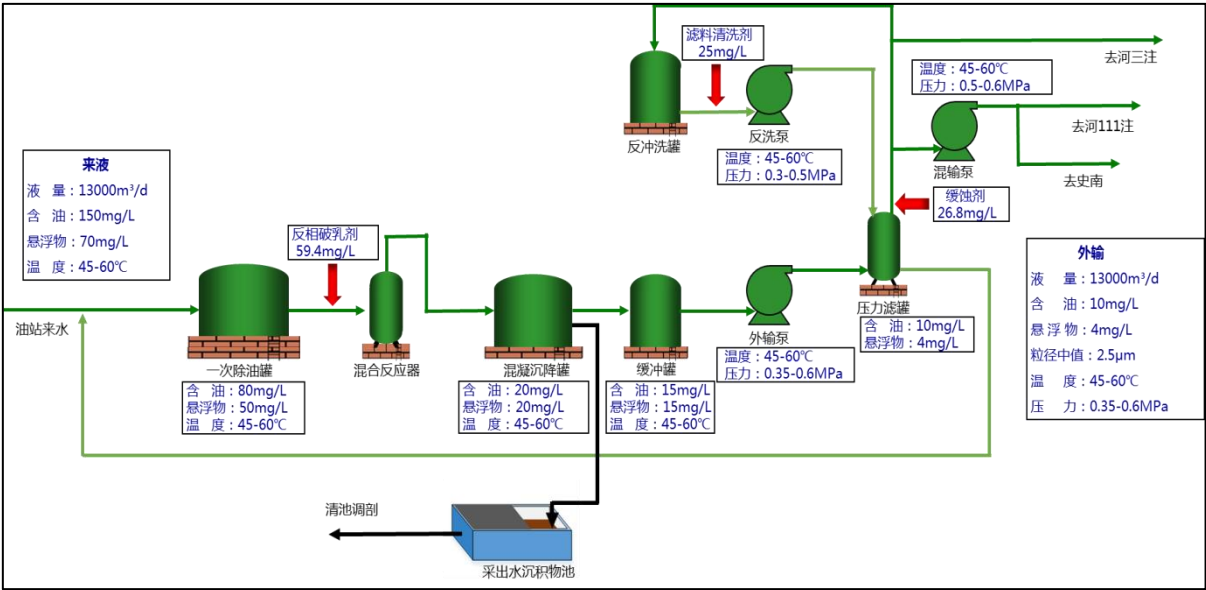 滤料清洗剂
25mg/L
去河三注
温度：45-60℃
压力：0.5-0.6MPa
去河111注
反冲洗罐
反洗泵
温度：45-60℃
压力：0.3-0.5MPa
混输泵
去史南
来液
液 量：13000m³/d
含 油：150mg/L
悬浮物：70mg/L
温 度：45-60℃
反相破乳剂
59.4mg/L
缓蚀剂
26.8mg/L
外输
液 量：13000m³/d
含 油：10mg/L
悬浮物：4mg/L
粒径中值：2.5μm
温 度：45-60℃
压 力：0.35-0.6MPa
油站来水
一次除油罐
含 油：80mg/L
悬浮物：50mg/L
温 度：45-60℃
混合反应器
混凝沉降罐
含 油：20mg/L
悬浮物：20mg/L
温 度：45-60℃
缓冲罐
含 油：15mg/L
悬浮物：15mg/L
温 度：45-60℃
外输泵
温度：45-60℃
压力：0.35-0.6MPa
压力滤罐
含 油：10mg/L
悬浮物：4mg/L
清池调剖
采出水沉积物池